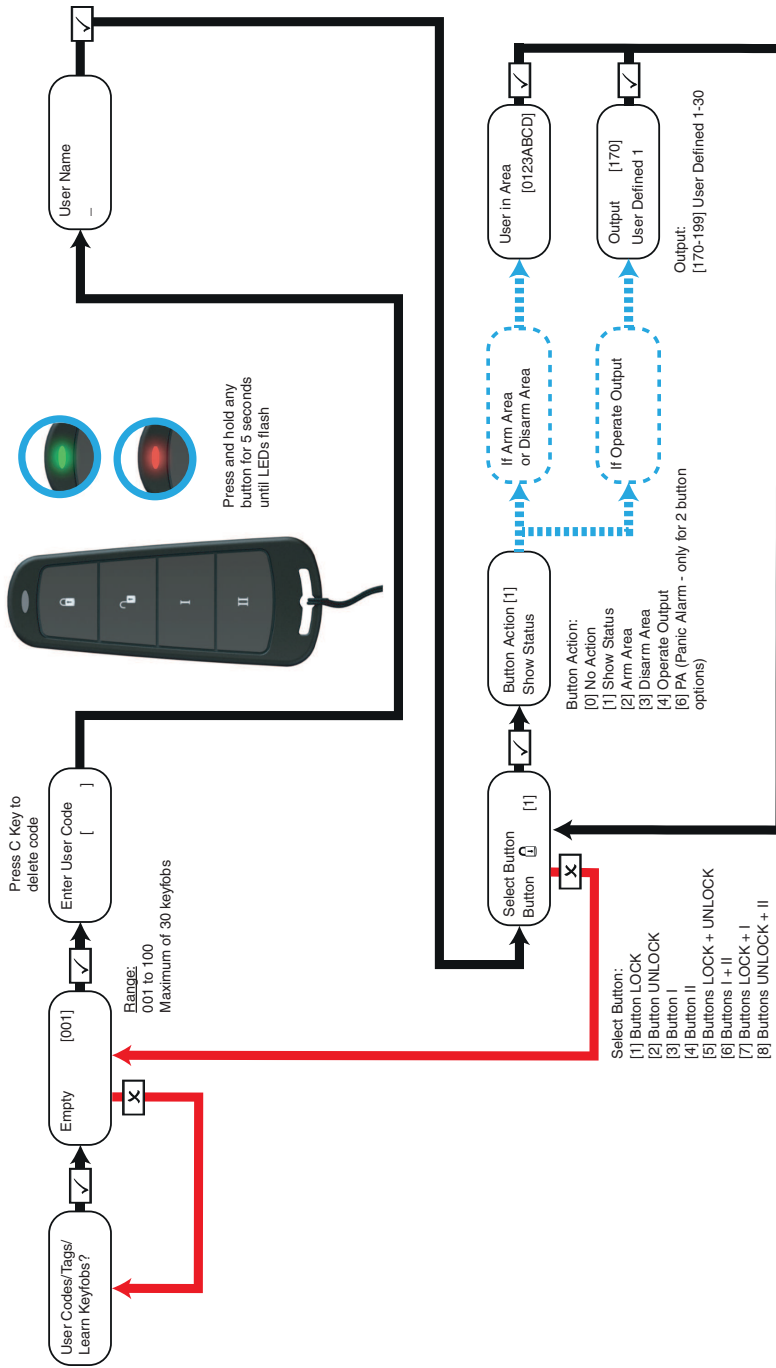 User Codes/Tags/
Learn Keyfobs?
Empty [001]
Range:
001 to 100
Maximum of 30 keyfobs
Press C Key to
delete code
Enter User Code
[ ]
I
II
Press and hold any
button for 5 seconds
until LEDs flash
User Name
_
Select Button
Button [1]
Select Button:
[1] Button LOCK
[2] Button UNLOCK
[3] Button I
[4] Button II
[5] Buttons LOCK + UNLOCK
[6] Buttons I + II
[7] Buttons LOCK + I
[8] Buttons UNLOCK + II
Button Action [1]
Show Status
Button Action:
[0] No Action
[1] Show Status
[2] Arm Area
[3] Disarm Area
[4] Operate Output
[6] PA (Panic Alarm - only for 2 button
options)
If Arm Area
or Disarm Area
If Operate Output
User in Area
[0123ABCD]
Output [170]
User Defined 1
Output:
[170-199] User Defined 1-30